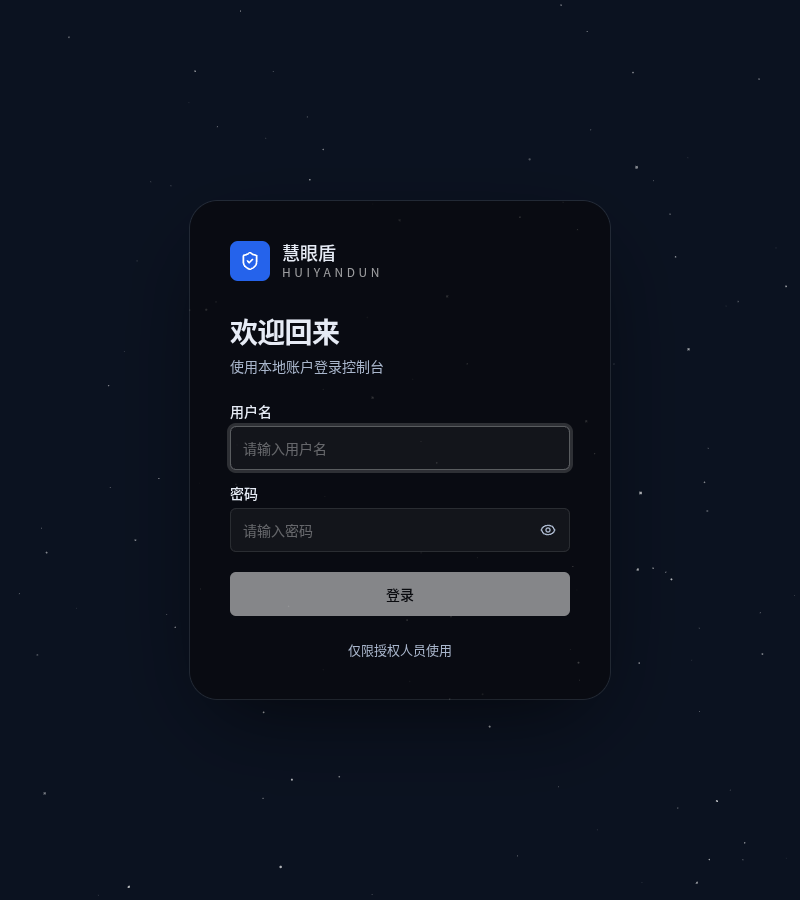 慧眼盾
HUIYANDUN
欢迎回来
使用本地账户登录控制台
用户名
请输入用户名
密码
请输入密码
登录
仅限授权人员使用